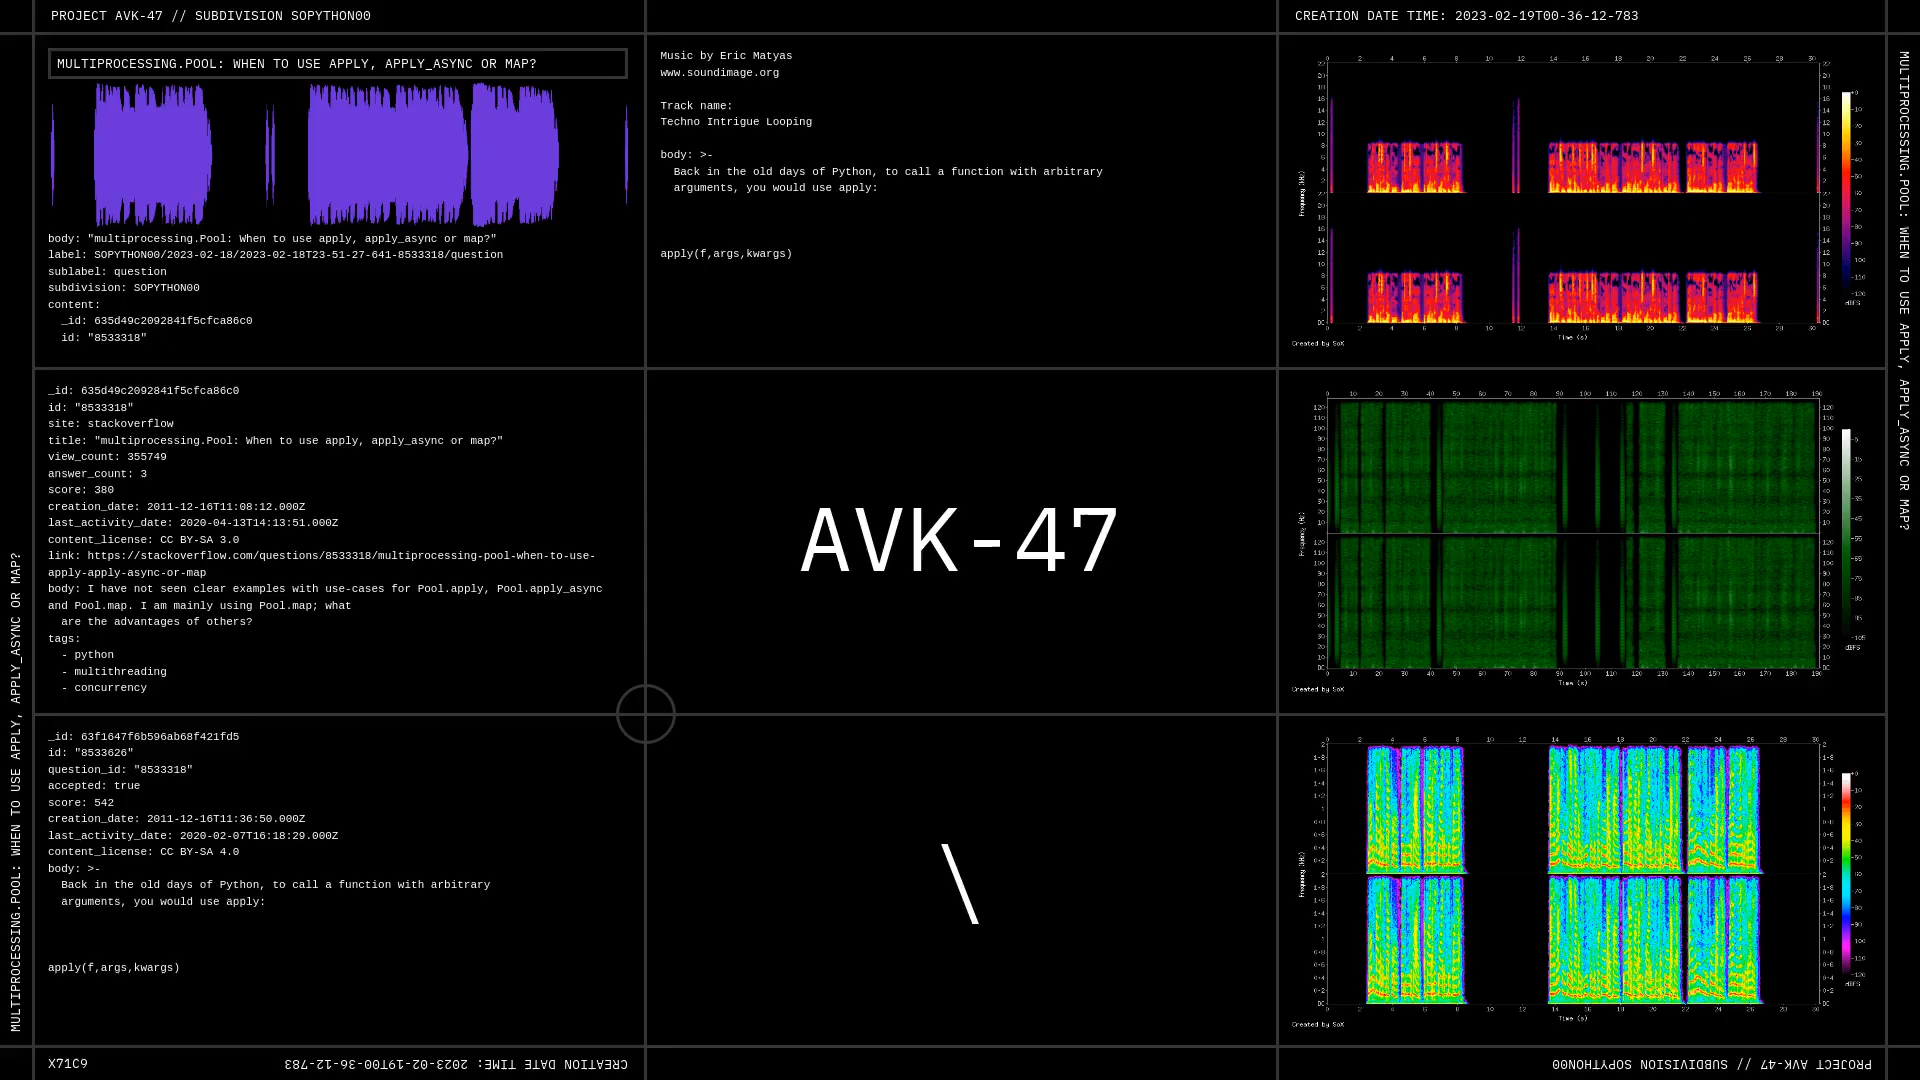 PROJECT AVK-47 // SUBDIVISION SOPYTHON00
CREATION DATE TIME: 2023-02-19T00-36-12-783
MULTIPROCESSING.POOL: WHEN TO USE APPLY, APPLY_ASYNC OR MAP?
body: "multiprocessing.Pool: When to use apply, apply_async or map?"
label: SOPYTHON00/2023-02-18/2023-02-18T23-51-27-641-8533318/question
sublabel: question
subdivision: SOPYTHON00
content:
_id: 635d49c2092841f5cfca86c0
id: "8533318"
Music by Eric Matyas
www.soundimage.org
Track name:
Techno Intrigue Looping
body: >-
Back in the old days of Python, to call a function with arbitrary
arguments, you would use apply:
apply(f,args,kwargs)
Frequency (kHz)
Time (s)
dBFS
Created by SoX
_id: 635d49c2092841f5cfca86c0
id: "8533318"
site: stackoverflow
title: "multiprocessing.Pool: When to use apply, apply_async or map?"
view_count: 355749
answer_count: 3
score: 380
creation_date: 2011-12-16T11:08:12.000Z
last_activity_date: 2020-04-13T14:13:51.000Z
content_license: CC BY-SA 3.0
link: https://stackoverflow.com/questions/8533318/multiprocessing-pool-when-to-use-
apply-apply-async-or-map
body: I have not seen clear examples with use-cases for Pool.apply, Pool.apply_async
and Pool.map. I am mainly using Pool.map; what
are the advantages of others?
tags:
- python
- multithreading
- concurrency
AVK-47
Frequency (Hz)
Time (s)
dBFS
Created by SoX
_id: 63f1647f6b596ab68f421fd5
id: "8533626"
question_id: "8533318"
accepted: true
score: 542
creation_date: 2011-12-16T11:36:50.000Z
last_activity_date: 2020-02-07T16:18:29.000Z
content_license: CC BY-SA 4.0
body: >-
Back in the old days of Python, to call a function with arbitrary
arguments, you would use apply:
apply(f,args,kwargs)
\
Frequency (kHz)
Time (s)
dBFS
Created by SoX
MULTIPROCESSING.POOL: WHEN TO USE APPLY, APPLY_ASYNC OR MAP?
MULTIPROCESSING.POOL: WHEN TO USE APPLY, APPLY_ASYNC OR MAP?
X71C9
CREATION DATE TIME: 2023-02-19T00-36-12-783
PROJECT AVK-47 // SUBDIVISION SOPYTHON00